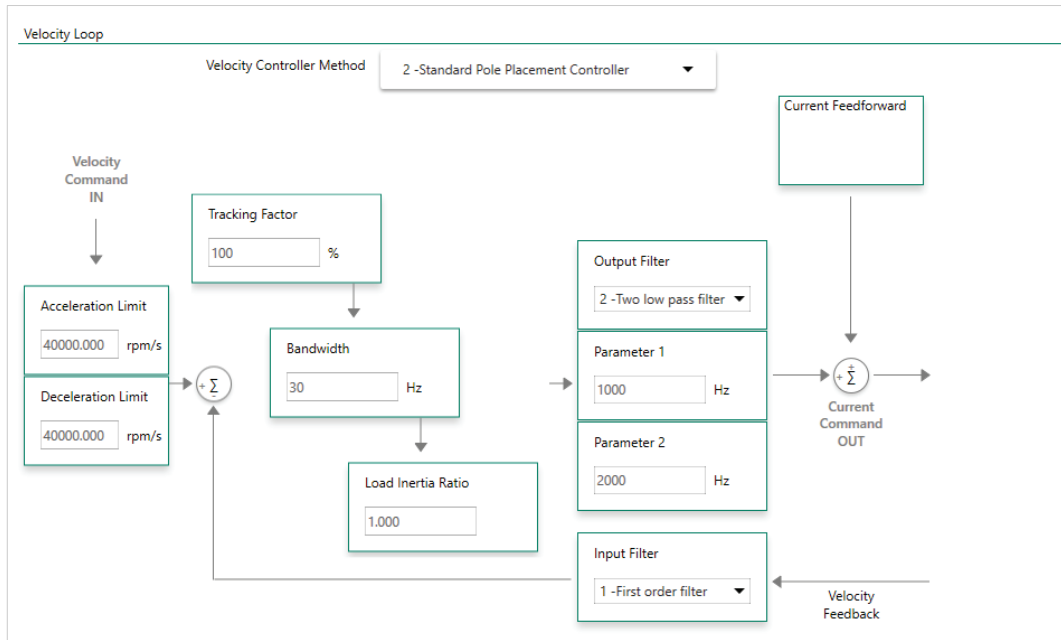 Velocity Loop
Velocity Controller Method
2 -Standard Pole Placement Controller
Current Feedforward
Velocity
Command
IN
Tracking Factor
100 %
Acceleration Limit
40000.000 rpm/s
Deceleration Limit
40000.000 rpm/s
+ Σ
-
Bandwidth
30 Hz
Load Inertia Ratio
1.000
Output Filter
2 -Two low pass filter
Parameter 1
1000 Hz
Parameter 2
2000 Hz
+
+ Σ
Current
Command
OUT
Input Filter
1 -First order filter
Velocity
Feedback